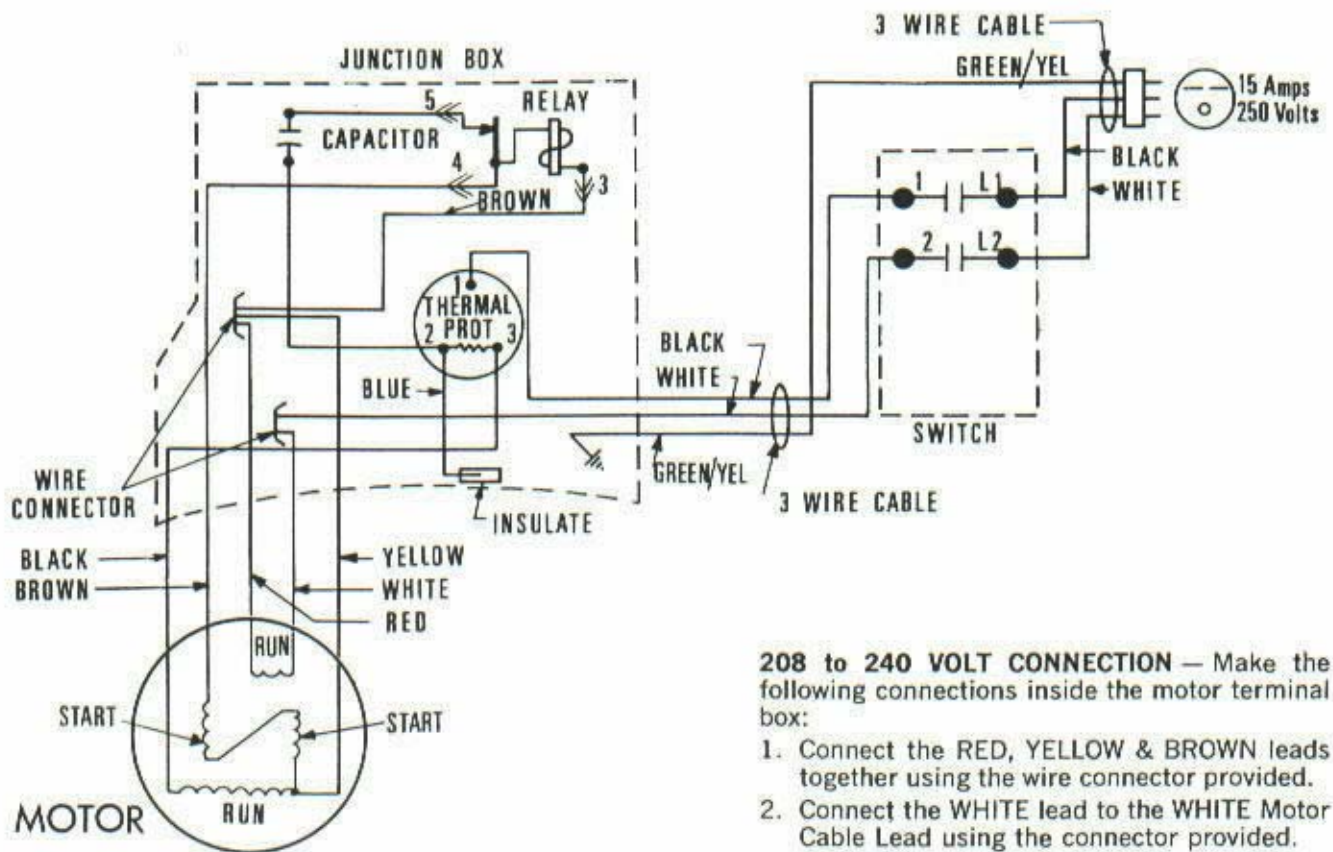 3 WIRE CABLE
JUNCTION BOX
GREEN/YEL
15 Amps
250 Volts
5
RELAY
CAPACITOR
4
3
BROWN
BLACK
WHITE
1
L1
2
L2
1
THERMAL
PROT
2
3
BLACK
WHITE
BLUE
SWITCH
GREEN/YEL
WIRE
CONNECTOR
3 WIRE CABLE
INSULATE
BLACK
YELLOW
BROWN
WHITE
RED
RUN
START
START
RUN
MOTOR
208 to 240 VOLT CONNECTION — Make the
following connections inside the motor terminal
box:
1. Connect the RED, YELLOW & BROWN leads
together using the wire connector provided.
2. Connect the WHITE lead to the WHITE Motor
Cable Lead using the connector provided.